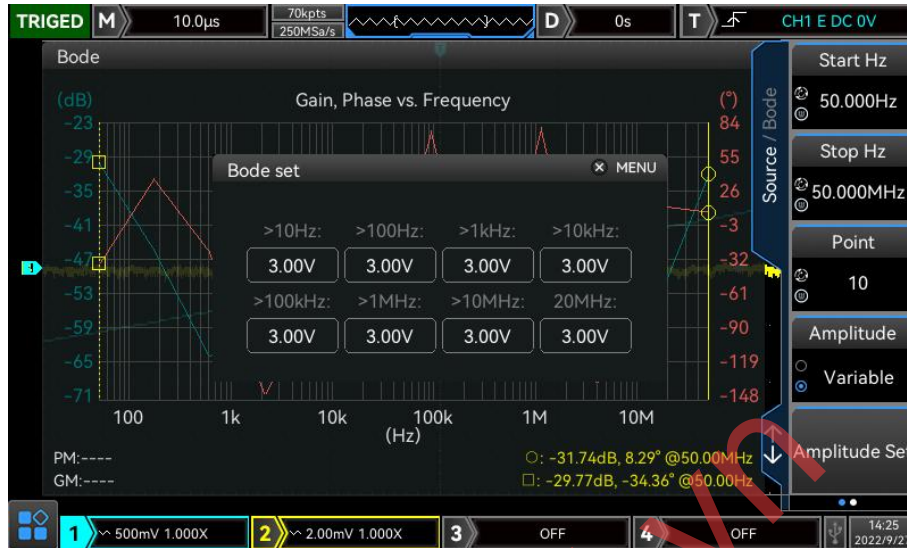 TRIGED M 10.0μs 70kpts 250MSa/s D 0s T CH1 E DC 0V
Bode
Gain, Phase vs. Frequency
(dB)
-23
-29
-35
-41
-47
-53
-59
-65
-71
(°)
84
55
26
-3
-32
-61
-90
-119
-148
Bode set MENU
>10Hz: >100Hz: >1kHz: >10kHz:
3.00V 3.00V 3.00V 3.00V
>100kHz: >1MHz: >10MHz: 20MHz:
3.00V 3.00V 3.00V 3.00V
100 1k 10k 100k 1M 10M
(Hz)
PM:----
GM:----
○: -31.74dB, 8.29° @50.00MHz
□: -29.77dB, -34.36° @50.00Hz
Source / Bode
Start Hz
50.000Hz
Stop Hz
50.000MHz
Point
10
Amplitude
Variable
Amplitude Se
1 500mV 1.000X 2 2.00mV 1.000X 3 OFF 4 OFF
14:25
2022/9/2
vn